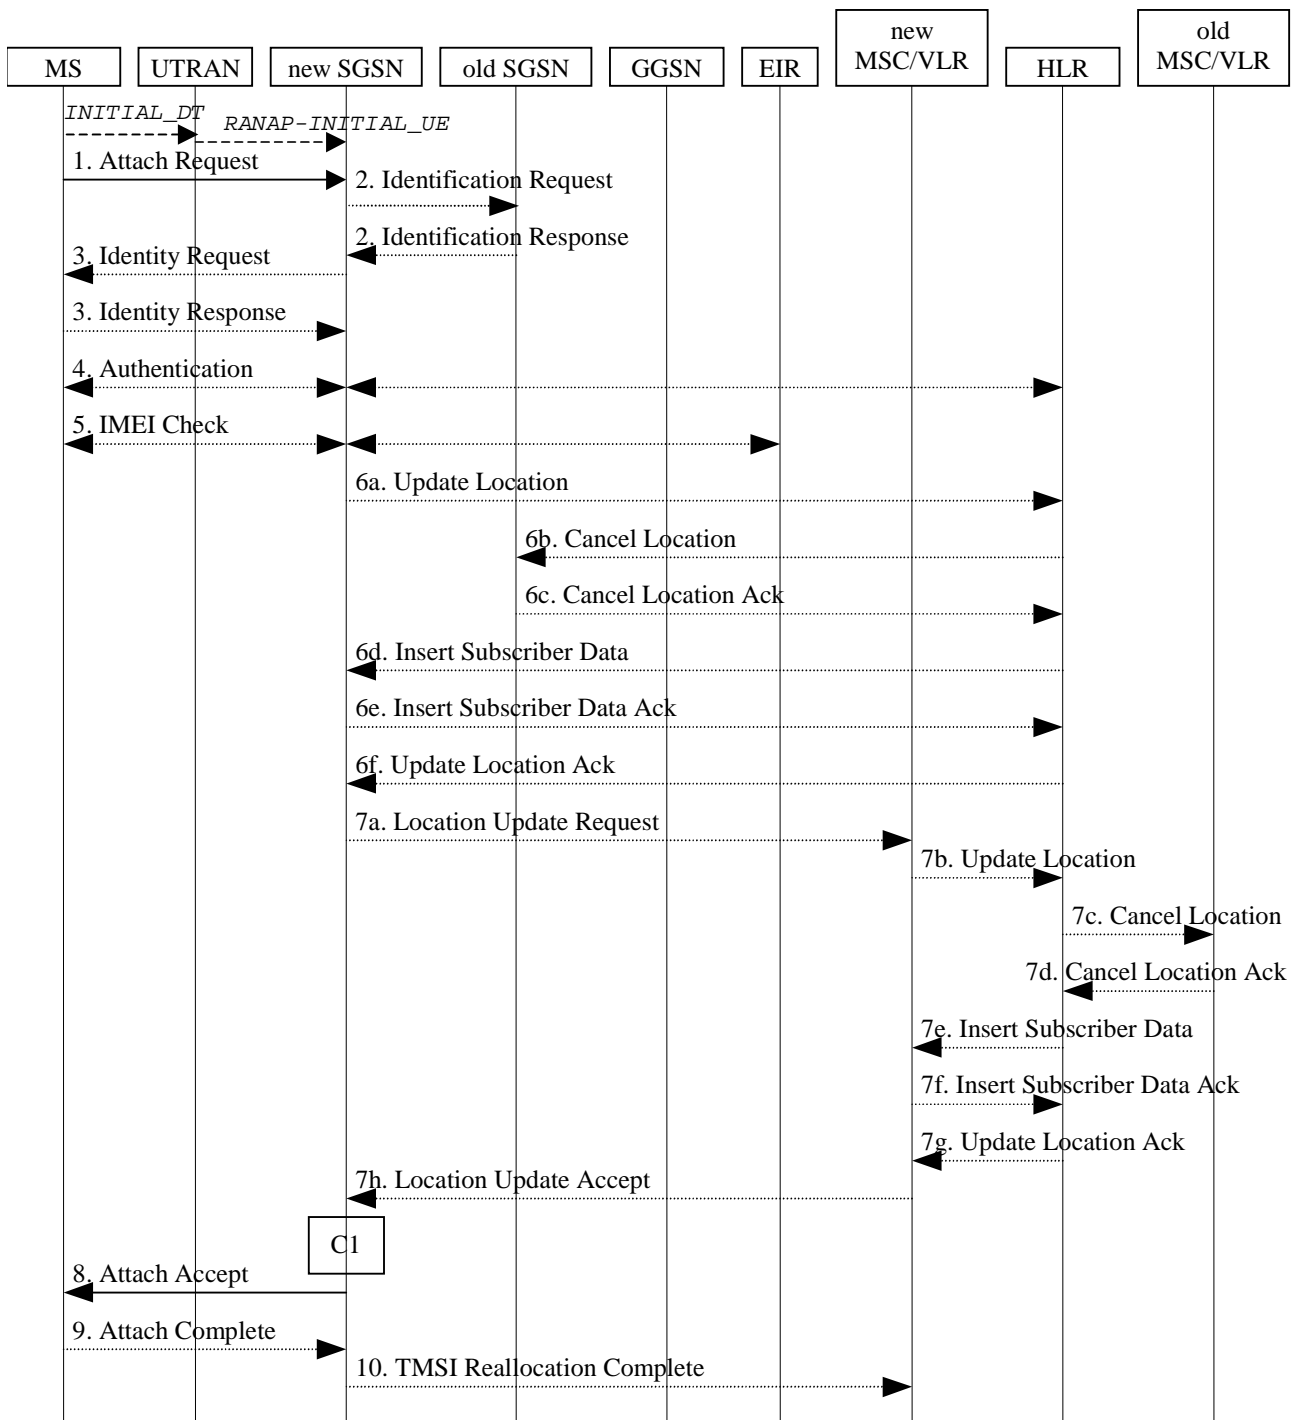 MS
UTRAN
new SGSN
old SGSN
GGSN
EIR
new
MSC/VLR
HLR
old
MSC/VLR
INITIAL_DT
RANAP-INITIAL_UE
1. Attach Request
2. Identification Request
2. Identification Response
3. Identity Request
3. Identity Response
4. Authentication
5. IMEI Check
6a. Update Location
6b. Cancel Location
6c. Cancel Location Ack
6d. Insert Subscriber Data
6e. Insert Subscriber Data Ack
6f. Update Location Ack
7a. Location Update Request
7b. Update Location
7c. Cancel Location
7d. Cancel Location Ack
7e. Insert Subscriber Data
7f. Insert Subscriber Data Ack
7g. Update Location Ack
7h. Location Update Accept
C1
8. Attach Accept
9. Attach Complete
10. TMSI Reallocation Complete